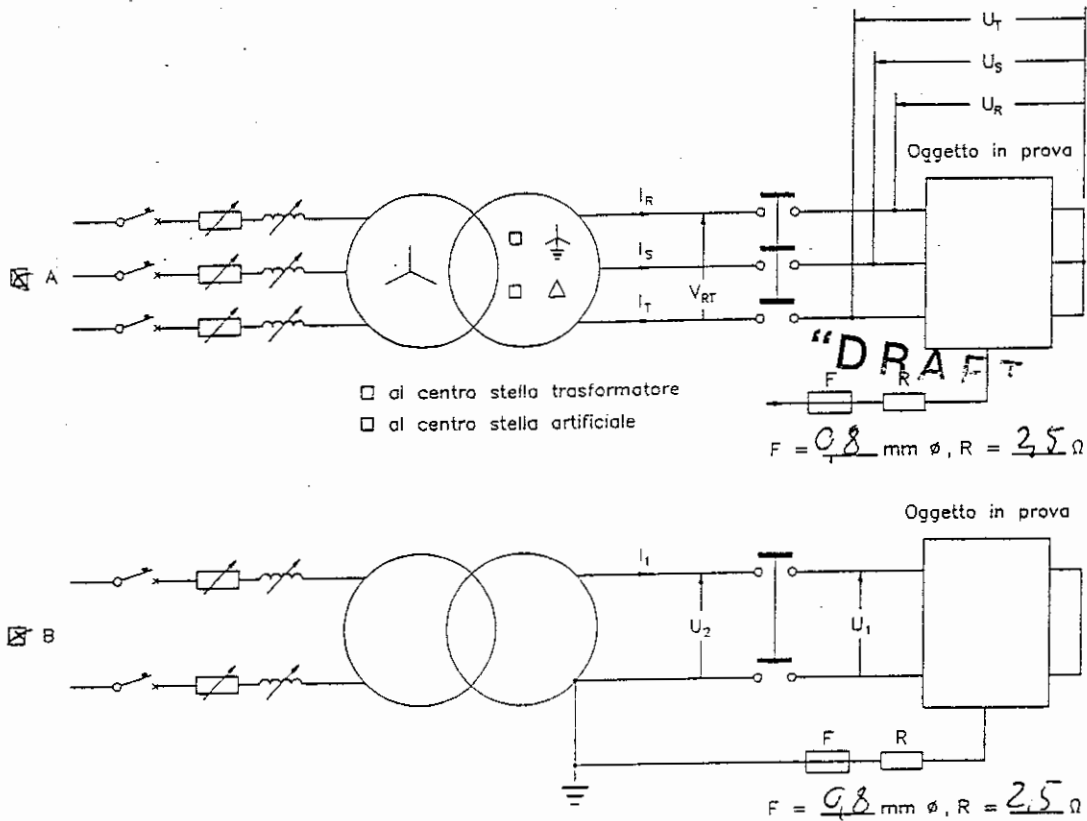 U_T
U_S
U_R
Oggetto in prova
I_R
A
I_S
V_RT
I_T
"DRAFT
□ al centro stella trasformatore
□ al centro stella artificiale
F R
F = 0,8 mm ø, R = 2,5 Ω
Oggetto in prova
I_1
B
U_2
U_1
F R
F = 0,8 mm ø, R = 2,5 Ω